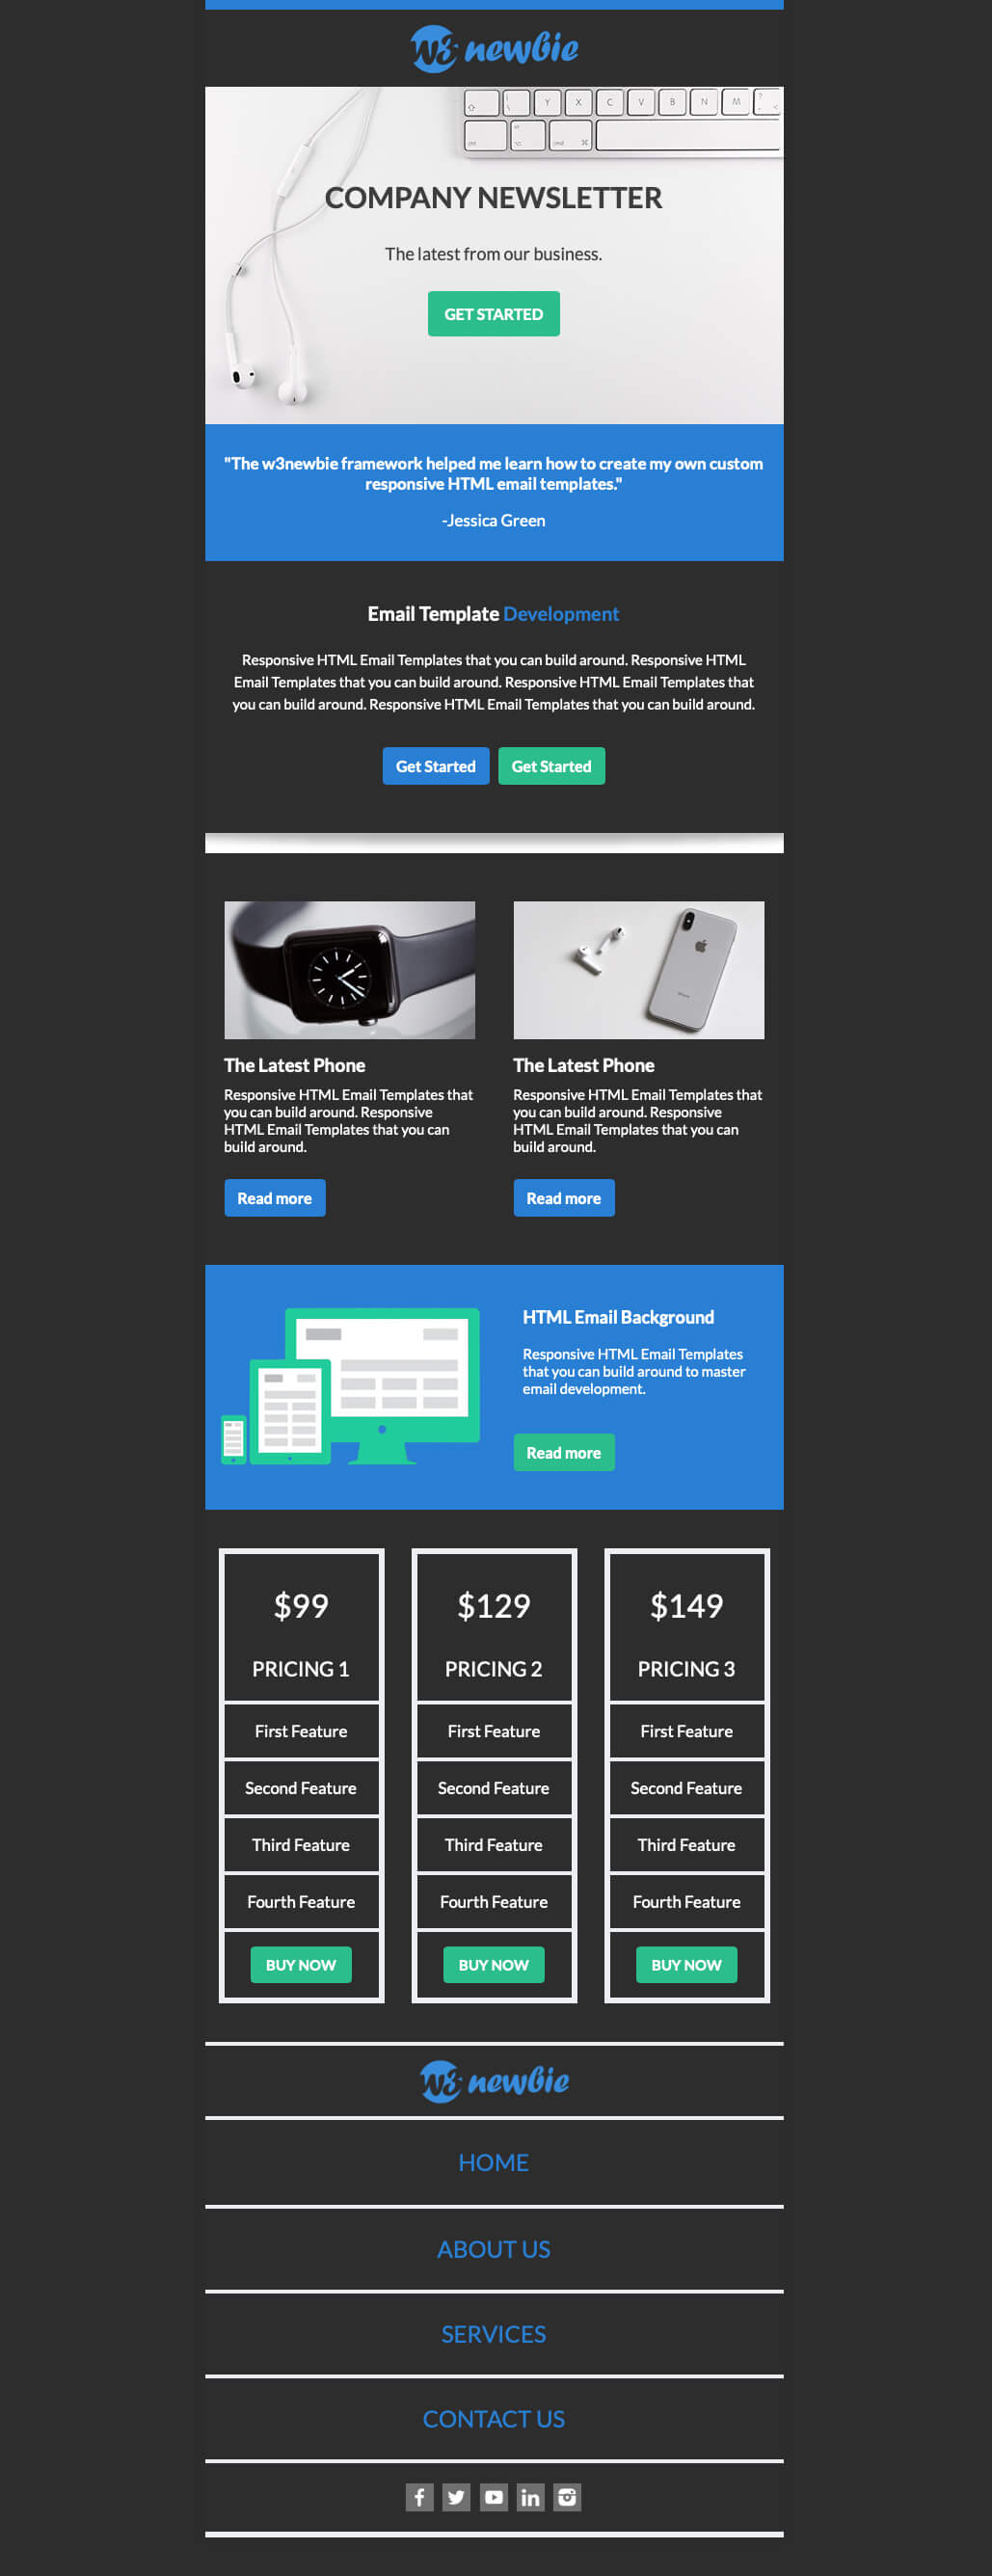 w3 newbie
Y X C V B N M
COMPANY NEWSLETTER
The latest from our business.
GET STARTED
"The w3newbie framework helped me learn how to create my own custom
responsive HTML email templates."
-Jessica Green
Email Template Development
Responsive HTML Email Templates that you can build around. Responsive HTML
Email Templates that you can build around. Responsive HTML Email Templates that
you can build around. Responsive HTML Email Templates that you can build around.
Get Started Get Started
The Latest Phone
Responsive HTML Email Templates that
you can build around. Responsive
HTML Email Templates that you can
build around.
Read more
The Latest Phone
Responsive HTML Email Templates that
you can build around. Responsive
HTML Email Templates that you can
build around.
Read more
HTML Email Background
Responsive HTML Email Templates
that you can build around to master
email development.
Read more
$99
PRICING 1
First Feature
Second Feature
Third Feature
Fourth Feature
BUY NOW
$129
PRICING 2
First Feature
Second Feature
Third Feature
Fourth Feature
BUY NOW
$149
PRICING 3
First Feature
Second Feature
Third Feature
Fourth Feature
BUY NOW
w3 newbie
HOME
ABOUT US
SERVICES
CONTACT US